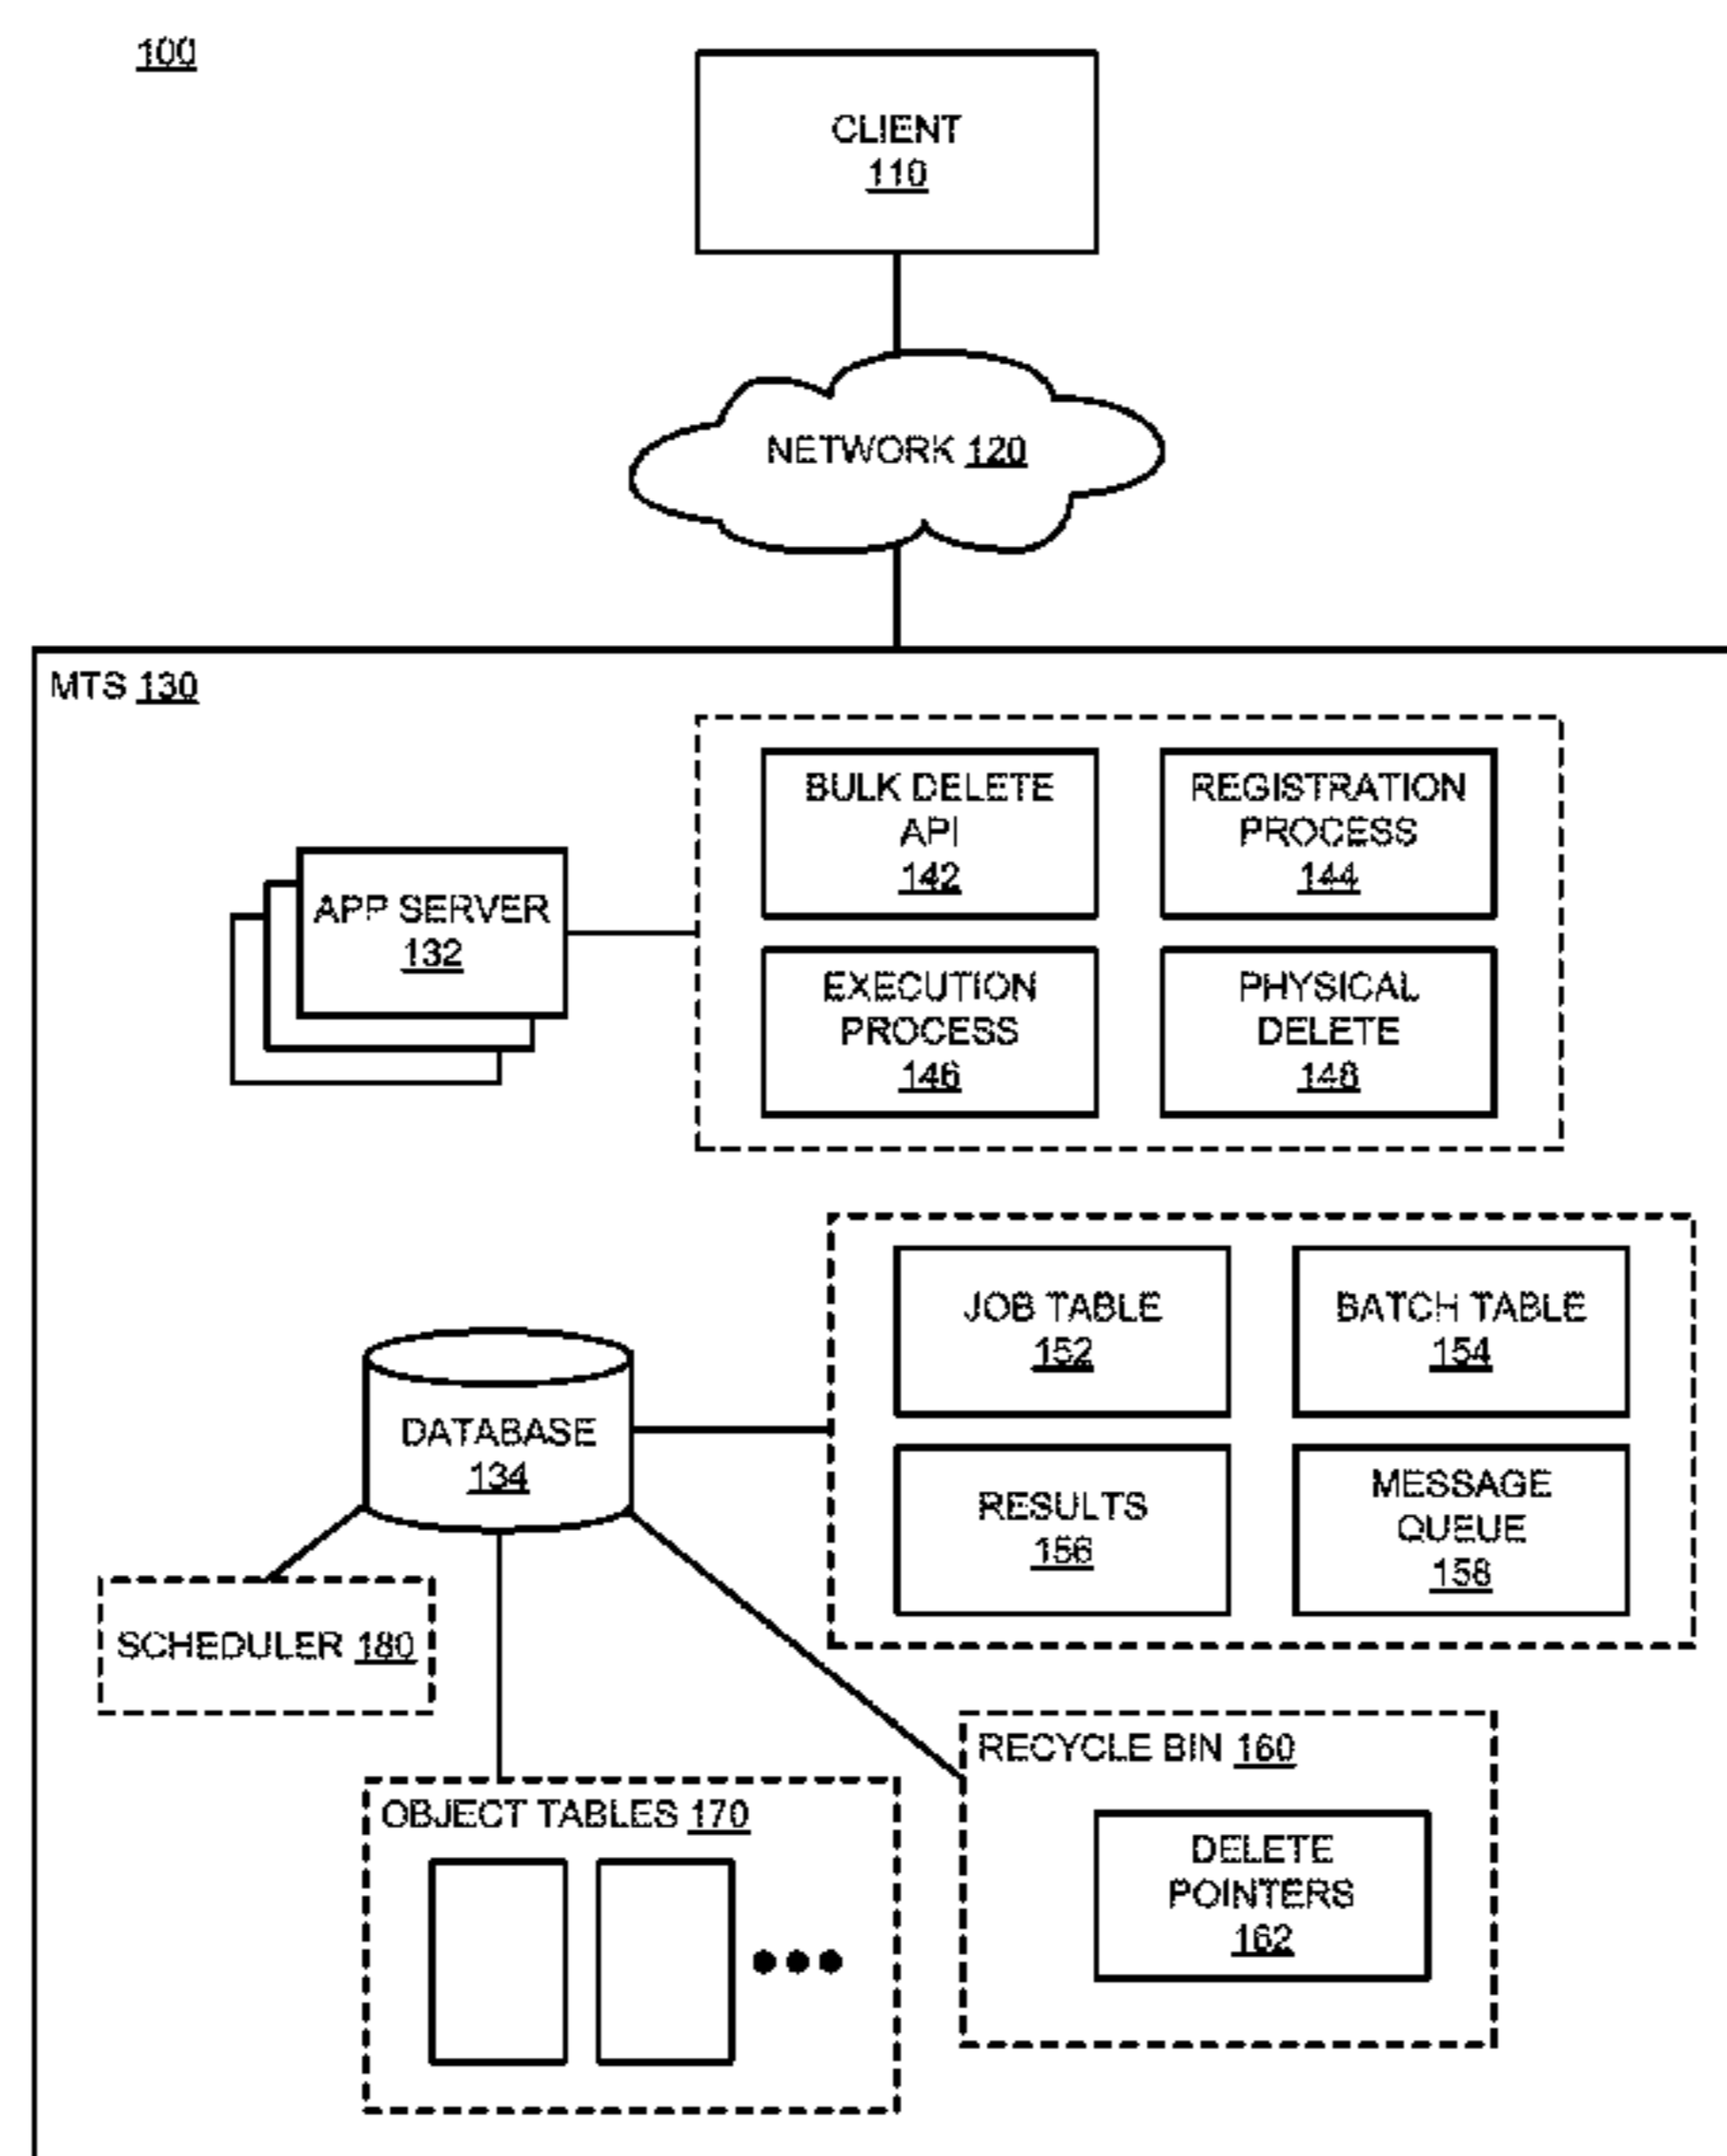 100
CLIENT
110
NETWORK 120
MTS 130
BULK DELETE
API
142
REGISTRATION
PROCESS
144
APP SERVER
132
EXECUTION
PROCESS
146
PHYSICAL
DELETE
148
JOB TABLE
152
BATCH TABLE
154
DATABASE
134
RESULTS
156
MESSAGE
QUEUE
158
SCHEDULER 180
RECYCLE BIN 160
OBJECT TABLES 170
DELETE
POINTERS
162